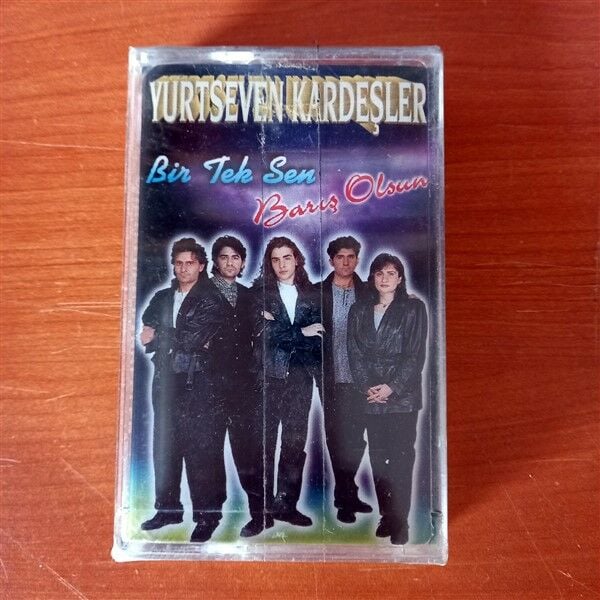 YURTSEVEN KARDEŞLER
Bir Tek Sen
Barış Olsun